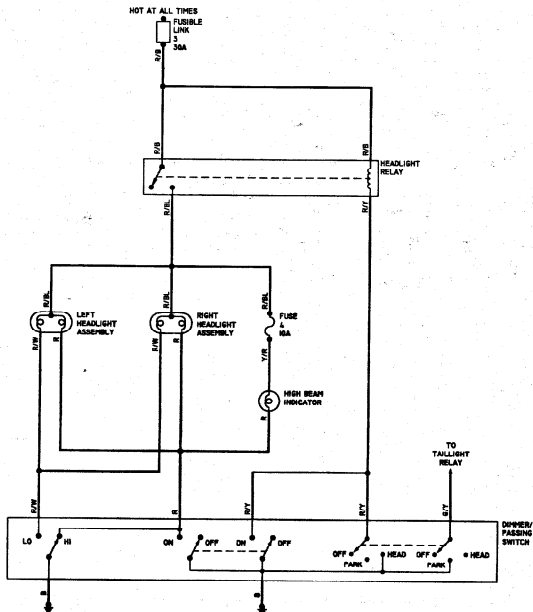 HOT AT ALL TIMES
FUSIBLE
LINK
3
30A
R/B
R/B
R/B
HEADLIGHT
RELAY
R/BL
R/Y
R/BL
R/BL
R/BL
LEFT
HEADLIGHT
ASSEMBLY
RIGHT
HEADLIGHT
ASSEMBLY
FUSE
4
10A
R/W
R
R/W
R
Y/R
HIGH BEAM
INDICATOR
R
TO
TAILLIGHT
RELAY
R/W
R
R/Y
R/Y
G/Y
DIMMER/
PASSING
SWITCH
LO
HI
ON
OFF
ON
OFF
OFF
HEAD
PARK
OFF
HEAD
PARK
B
B